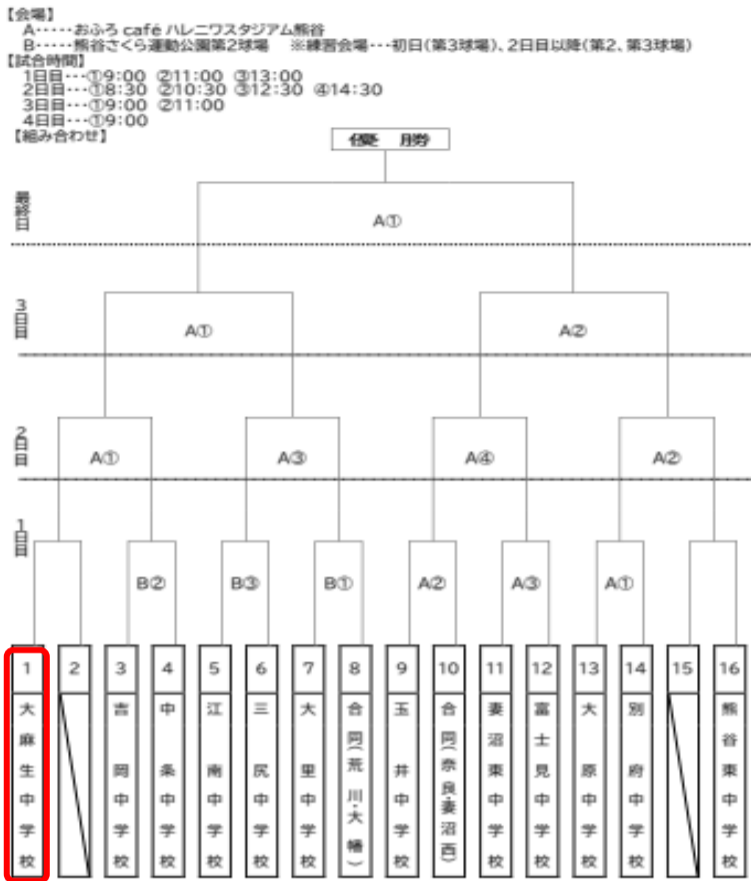 【会場】
A・・・・・おふろcaféハレニワスタジアム熊谷
B・・・・・熊谷さくら運動公園第2球場　※練習会場・・・初日(第3球場)、2日目以降(第2、第3球場)
【試合時間】
1日目・・・①9:00 ②11:00 ③13:00
2日目・・・①8:30 ②10:30 ③12:30 ④14:30
3日目・・・①9:00 ②11:00
4日目・・・①9:00
【組み合わせ】
優 勝
最終日
A①
3日目
A① A②
2日目
A① A③ A④ A②
1日目
B② B③ B① A② A③ A①
1 2 3 4 5 6 7 8 9 10 11 12 13 14 15 16
大麻生中学校
吉岡中学校
中条中学校
江南中学校
三尻中学校
大里中学校
合同(荒川・大幡)
玉井中学校
合同(奈良・妻沼西)
妻沼東中学校
富士見中学校
大原中学校
別府中学校
熊谷東中学校